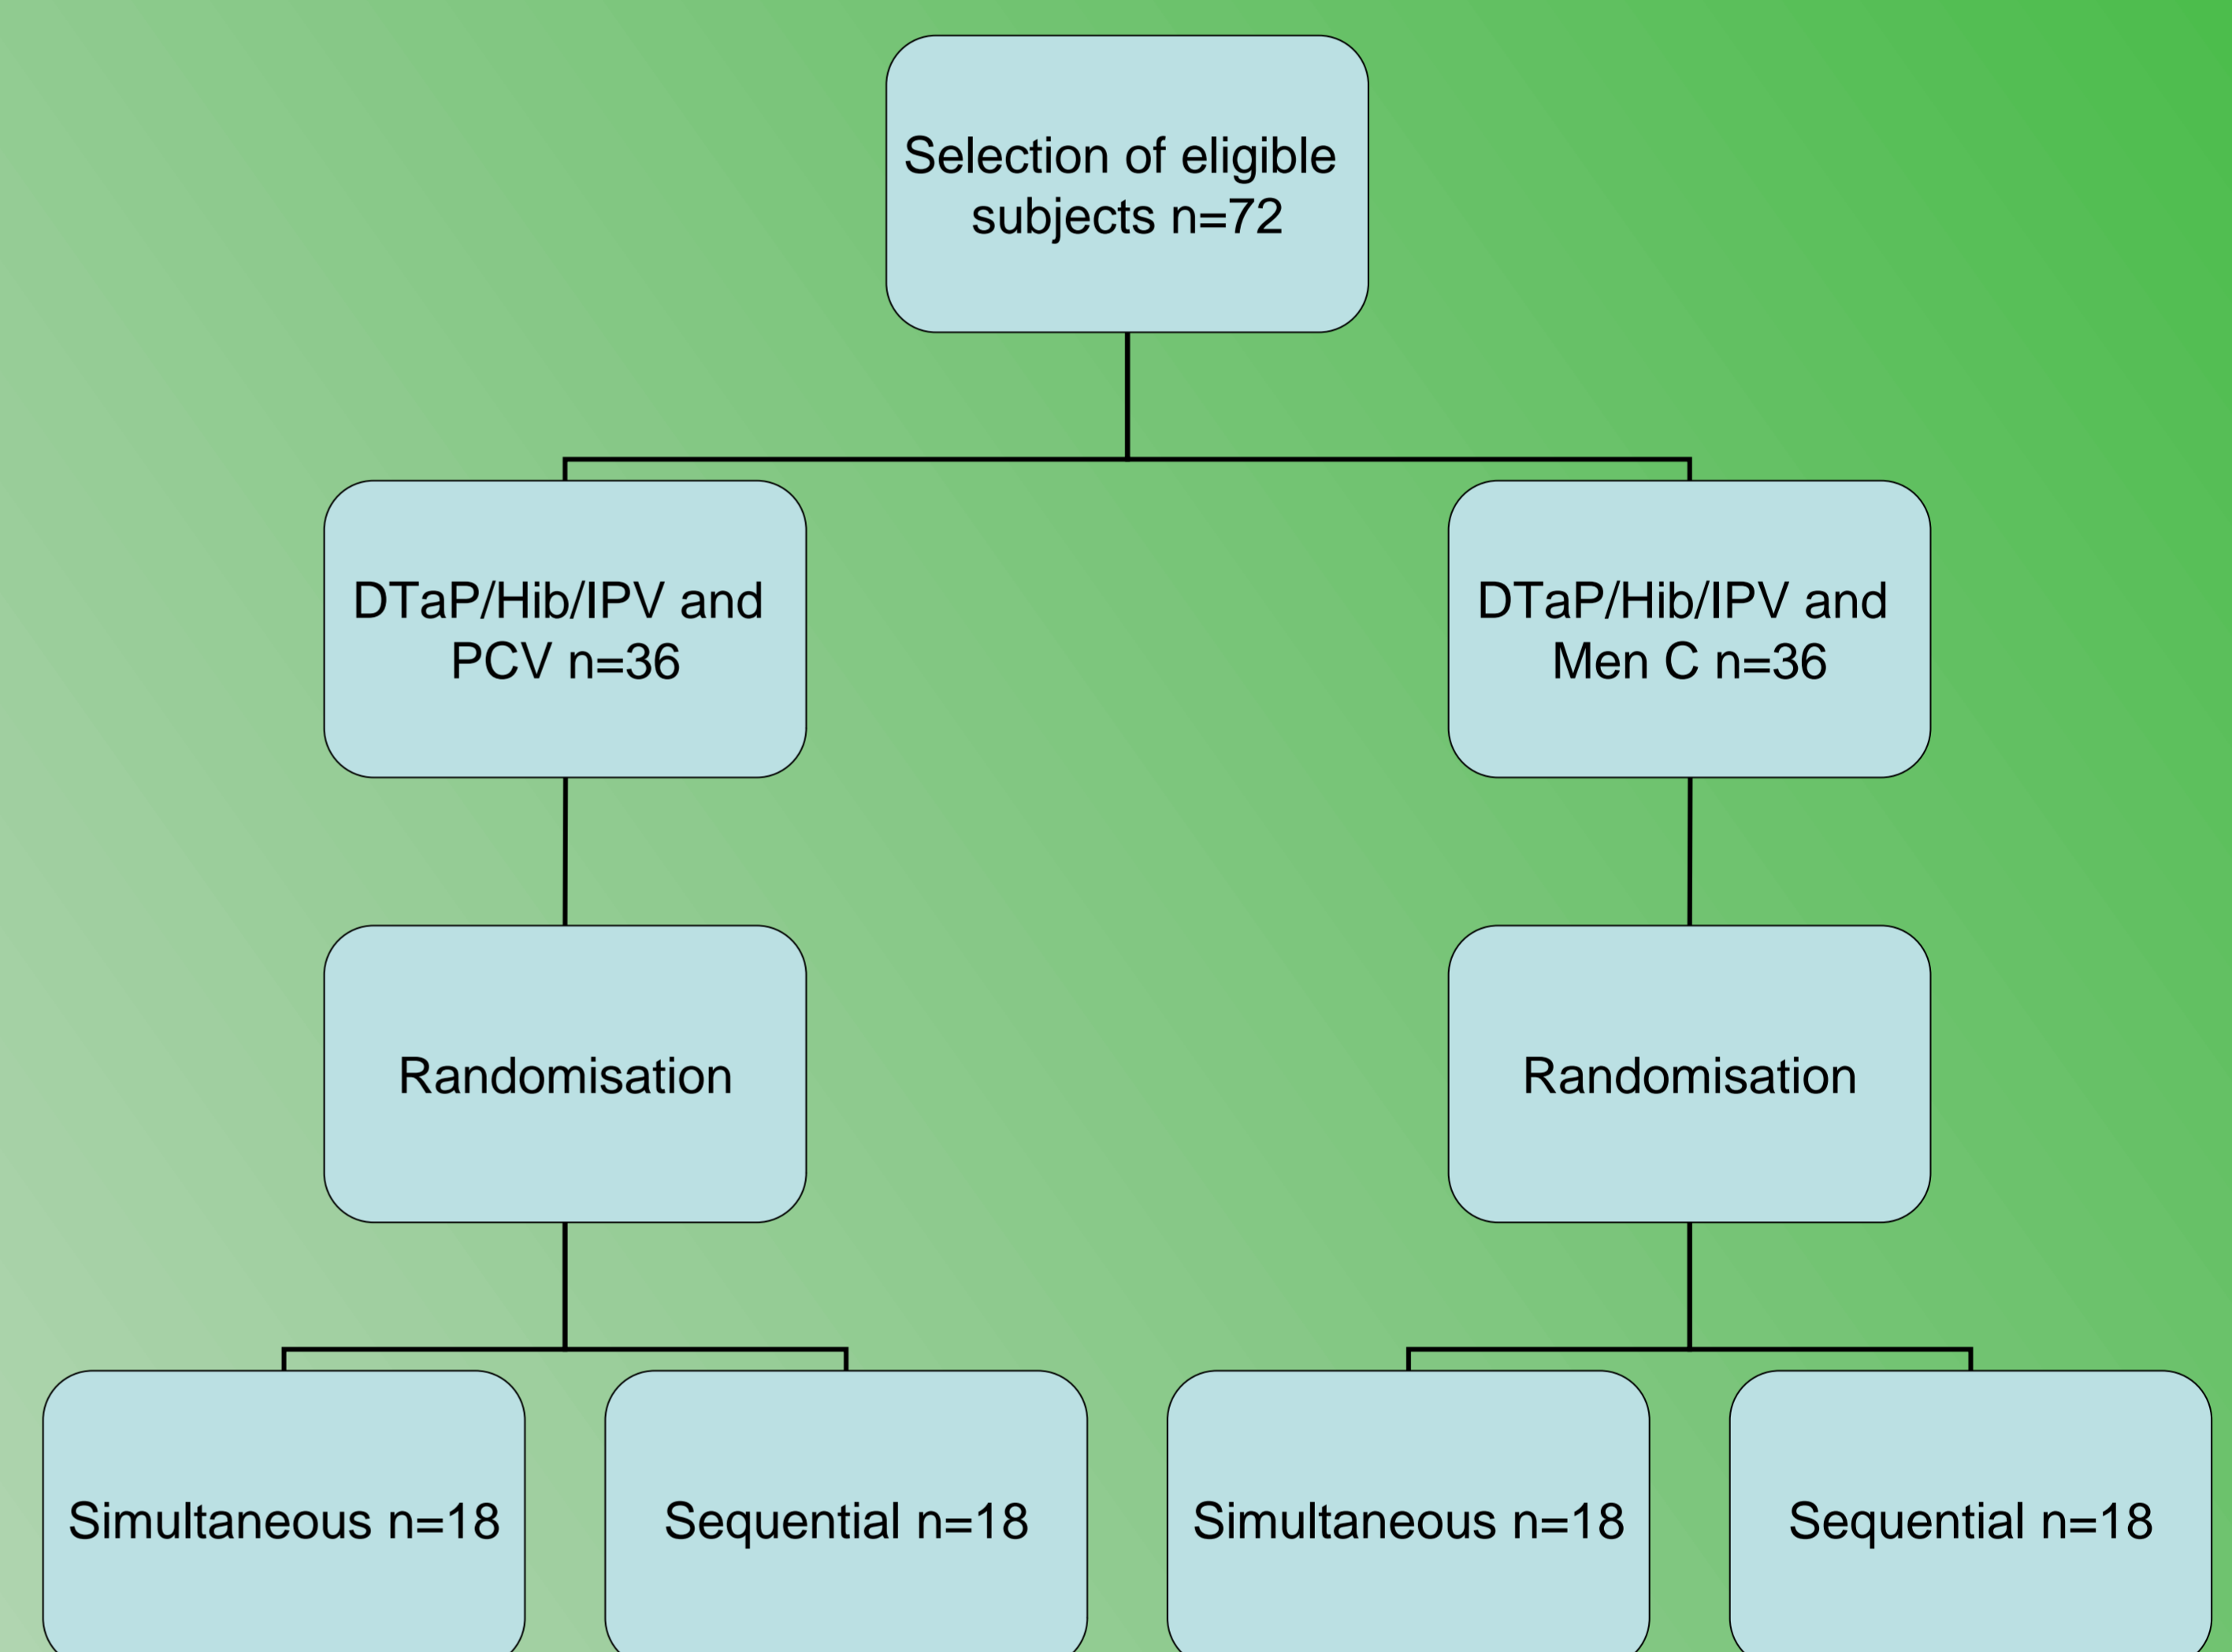 Selection of eligible
subjects n=72
DTaP/Hib/IPV and
PCV n=36
DTaP/Hib/IPV and
Men C n=36
Randomisation
Randomisation
Simultaneous n=18
Sequential n=18
Simultaneous n=18
Sequential n=18